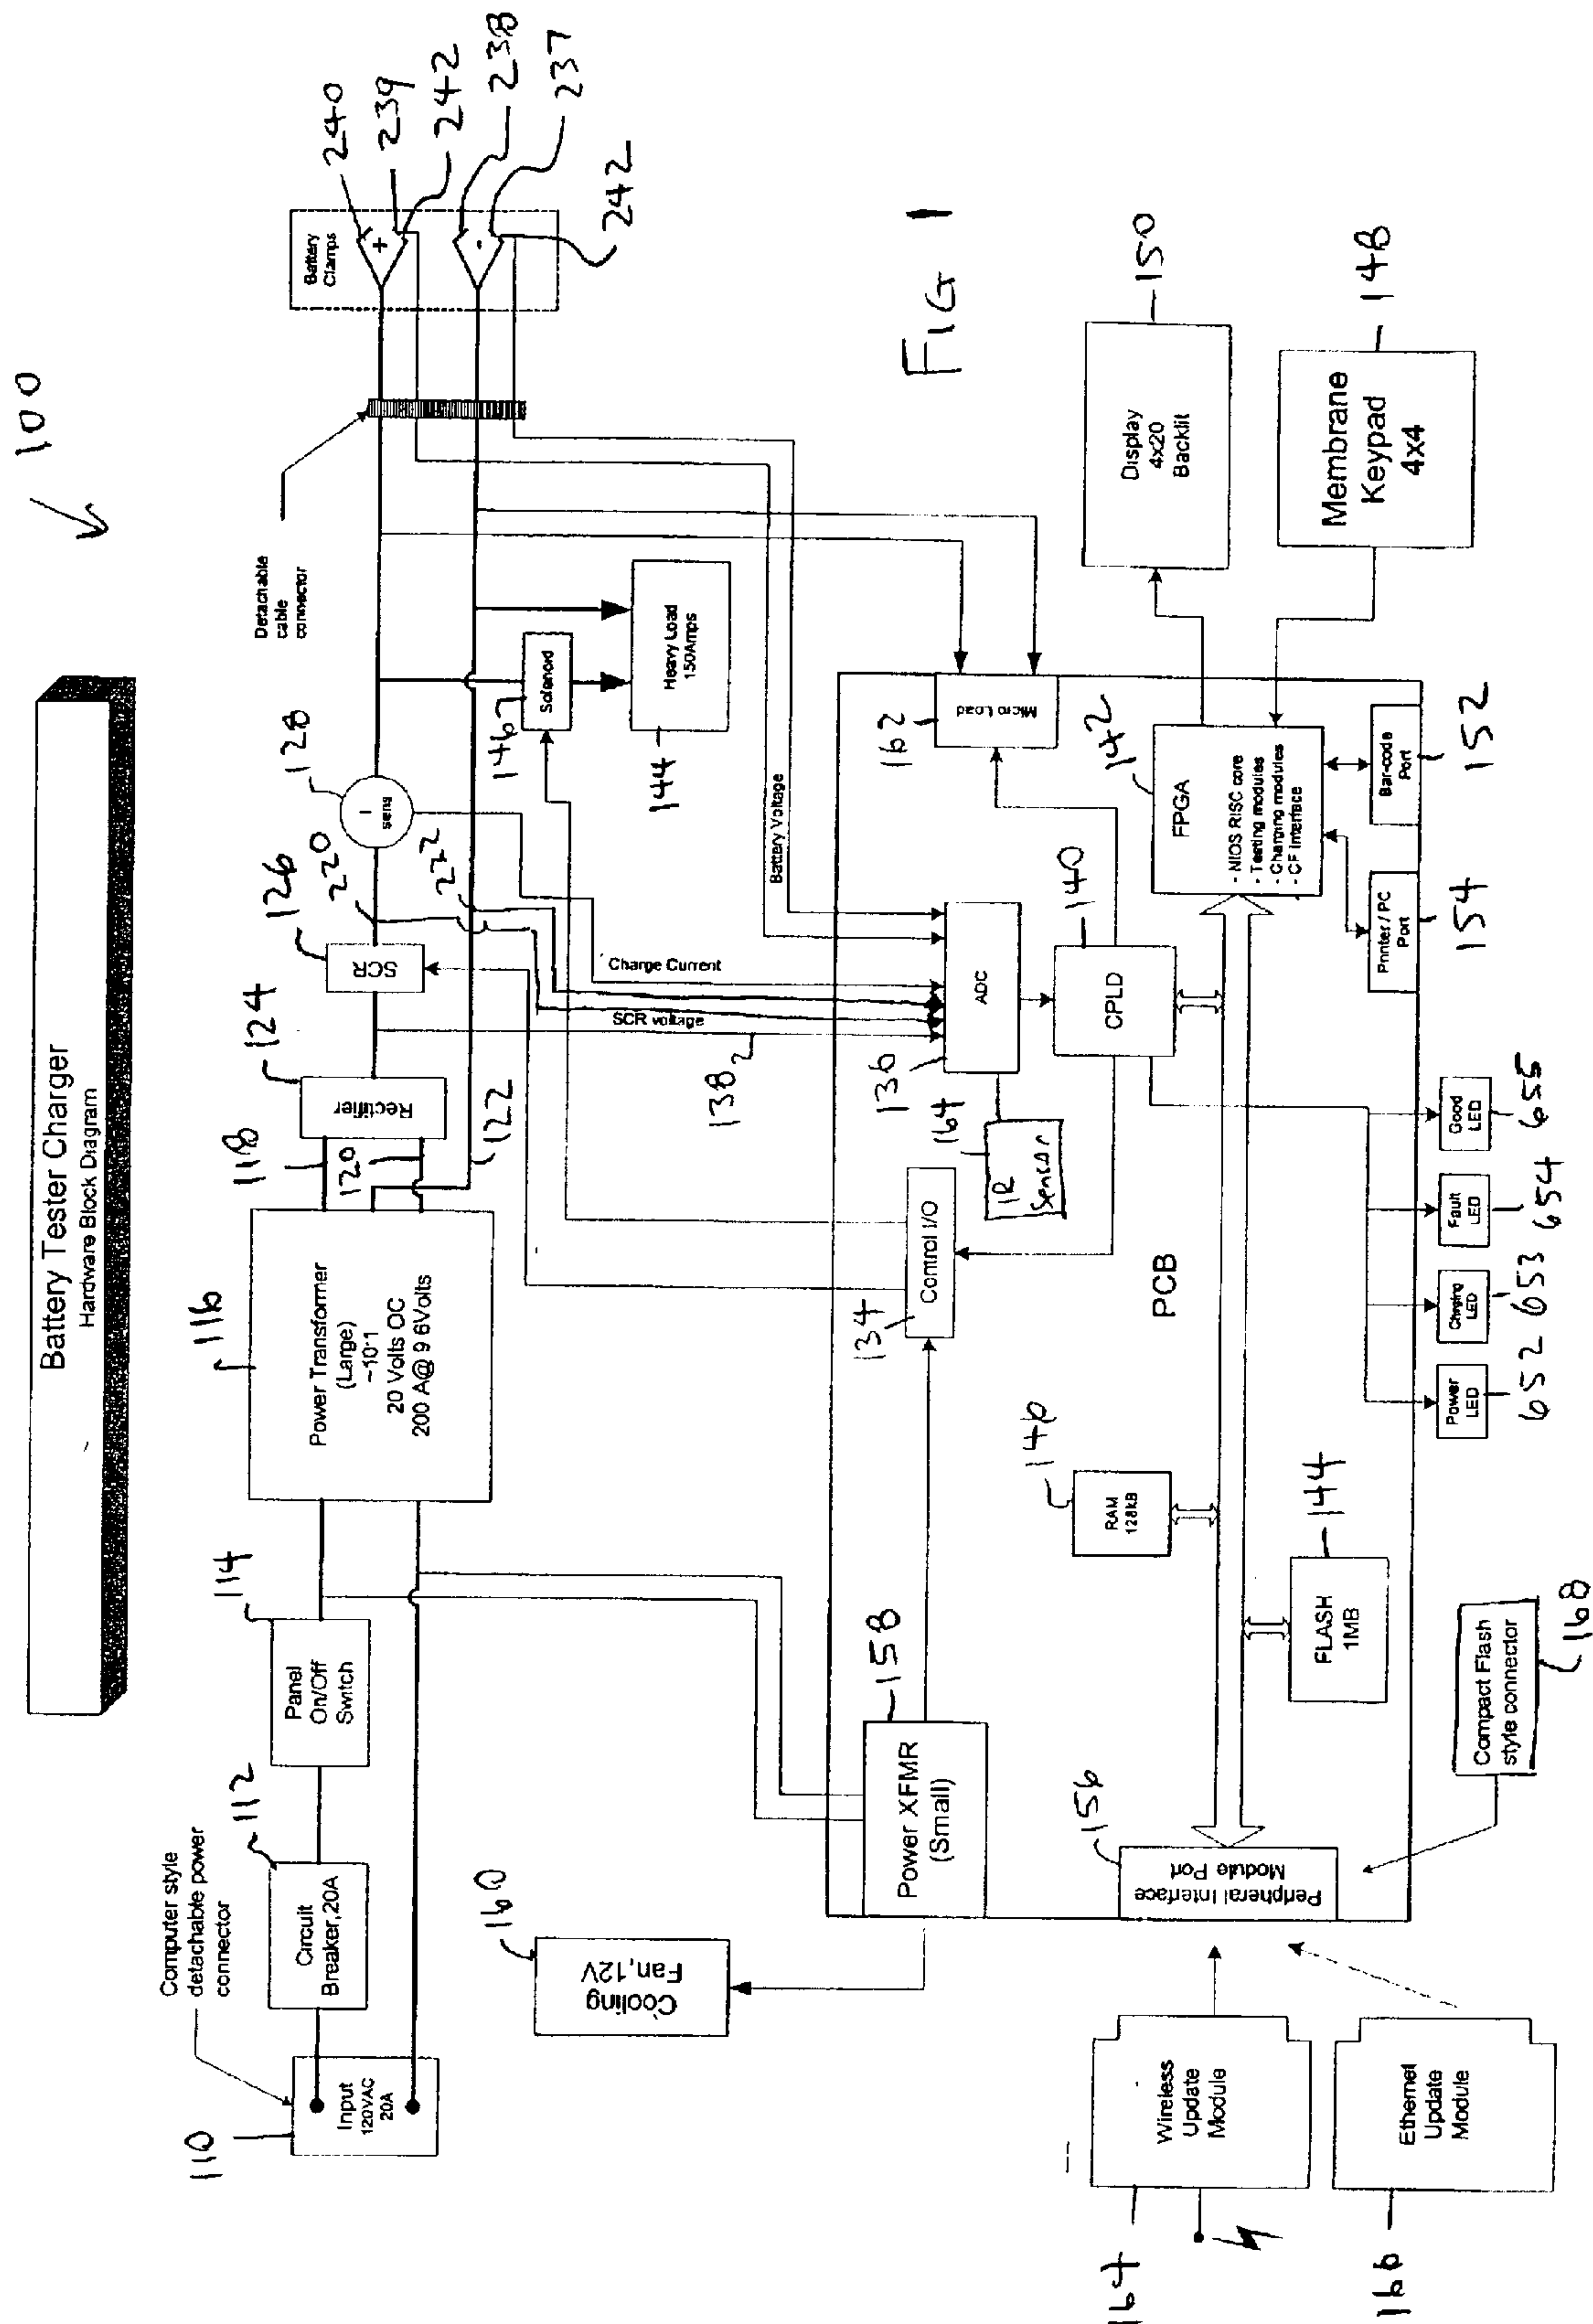 Battery Tester Charger
Hardware Block Diagram
100
Computer style
detachable power
connector
110
Input
120VAC
20A
112
Circuit
Breaker,20A
114
Panel
On/Off
Switch
116
Power Transformer
(Large)
~10:1
20 Volts OC
200 A@ 9 6Volts
118
120
122
124
Rectifier
126
SCR
220
222
128
I
sens
Detachable
cable
connector
Battery
Clamps
+
-
240
239
242
238
237
242
146
Solenoid
144
Heavy Load
150Amps
Battery Voltage
Charge Current
SCR voltage
138
160
Cooling
Fan,12V
158
Power XFMR
(Small)
134
Control I/O
164
IR
Sensor
136
ADC
162
Micro Load
140
CPLD
PCB
146
RAM
128kB
144
FLASH
1MB
142
FPGA
- NIOS RISC core
- Testing modules
- Charging modules
- CF Interface
156
Peripheral Interface
Module Port
Display
4x20
Backlit
150
Membrane
Keypad
4x4
148
Bar-code
Port
152
Printer / PC
Port
154
Power
LED
652
Chrging
LED
653
Fault
LED
654
Good
LED
655
Compact Flash
style connector
168
Wireless
Update
Module
164
Ethernet
Update
Module
166
FIG 1